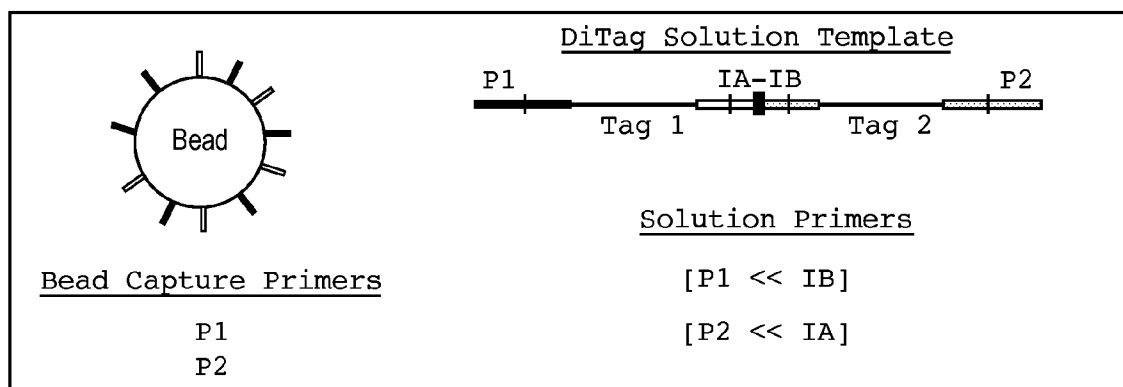 DiTag Solution Template
P1 IA-IB P2
Tag 1 Tag 2
Bead
Solution Primers
[P1 << IB]
[P2 << IA]
Bead Capture Primers
P1
P2